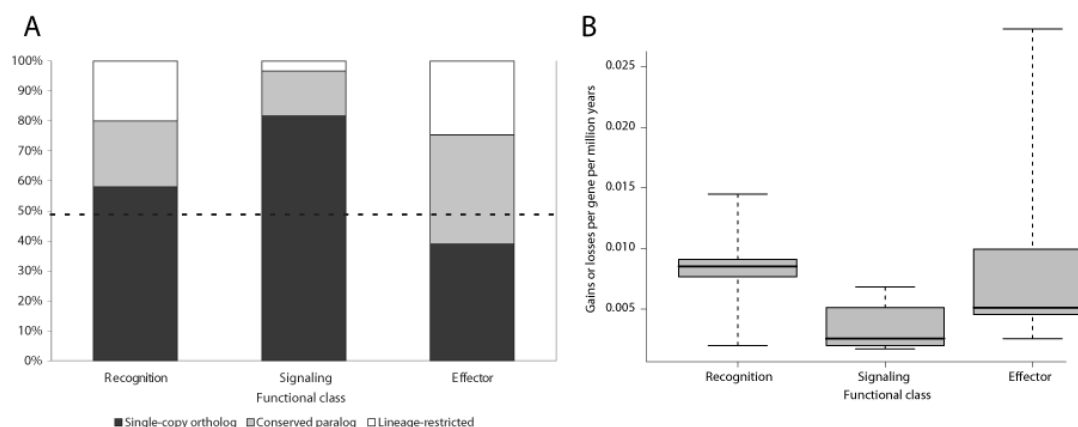 A
100%
90%
80%
70%
60%
50%
40%
30%
20%
10%
0%
Recognition Signaling Effector
Functional class
Single-copy ortholog Conserved paralog Lineage-restricted
B
Gains or losses per gene per million years
0.025
0.020
0.015
0.010
0.005
Recognition Signaling Effector
Functional class